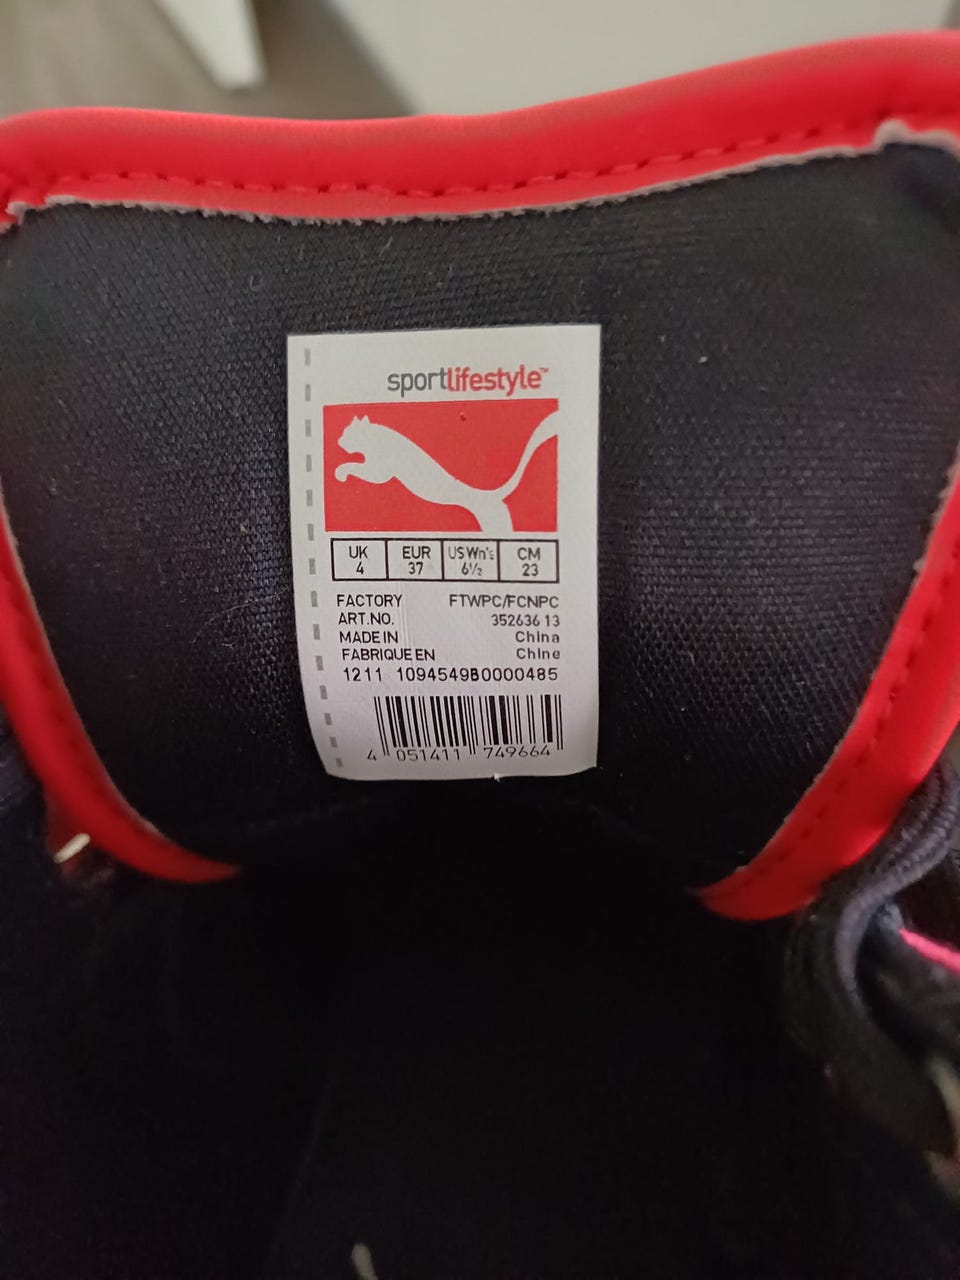 sportlifestyle™
UK EUR US Wn's CM
4 37 6½ 23
FACTORY FTWPC/FCNPC
ART.NO. 352636 13
MADE IN China
FABRIQUE EN Chine
1211 1094549B0000485
4 051411 749664